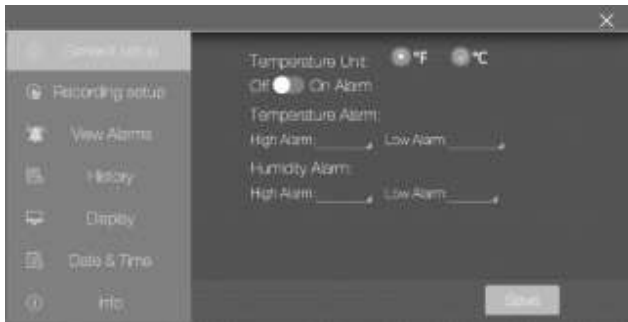 General setup
Recording setup
View Alarms
History
Display
Date & Time
Info
Temperature Unit: °F °C
Off On Alarm
Temperature Alarm:
High Alarm: Low Alarm:
Humidity Alarm:
High Alarm: Low Alarm:
Save